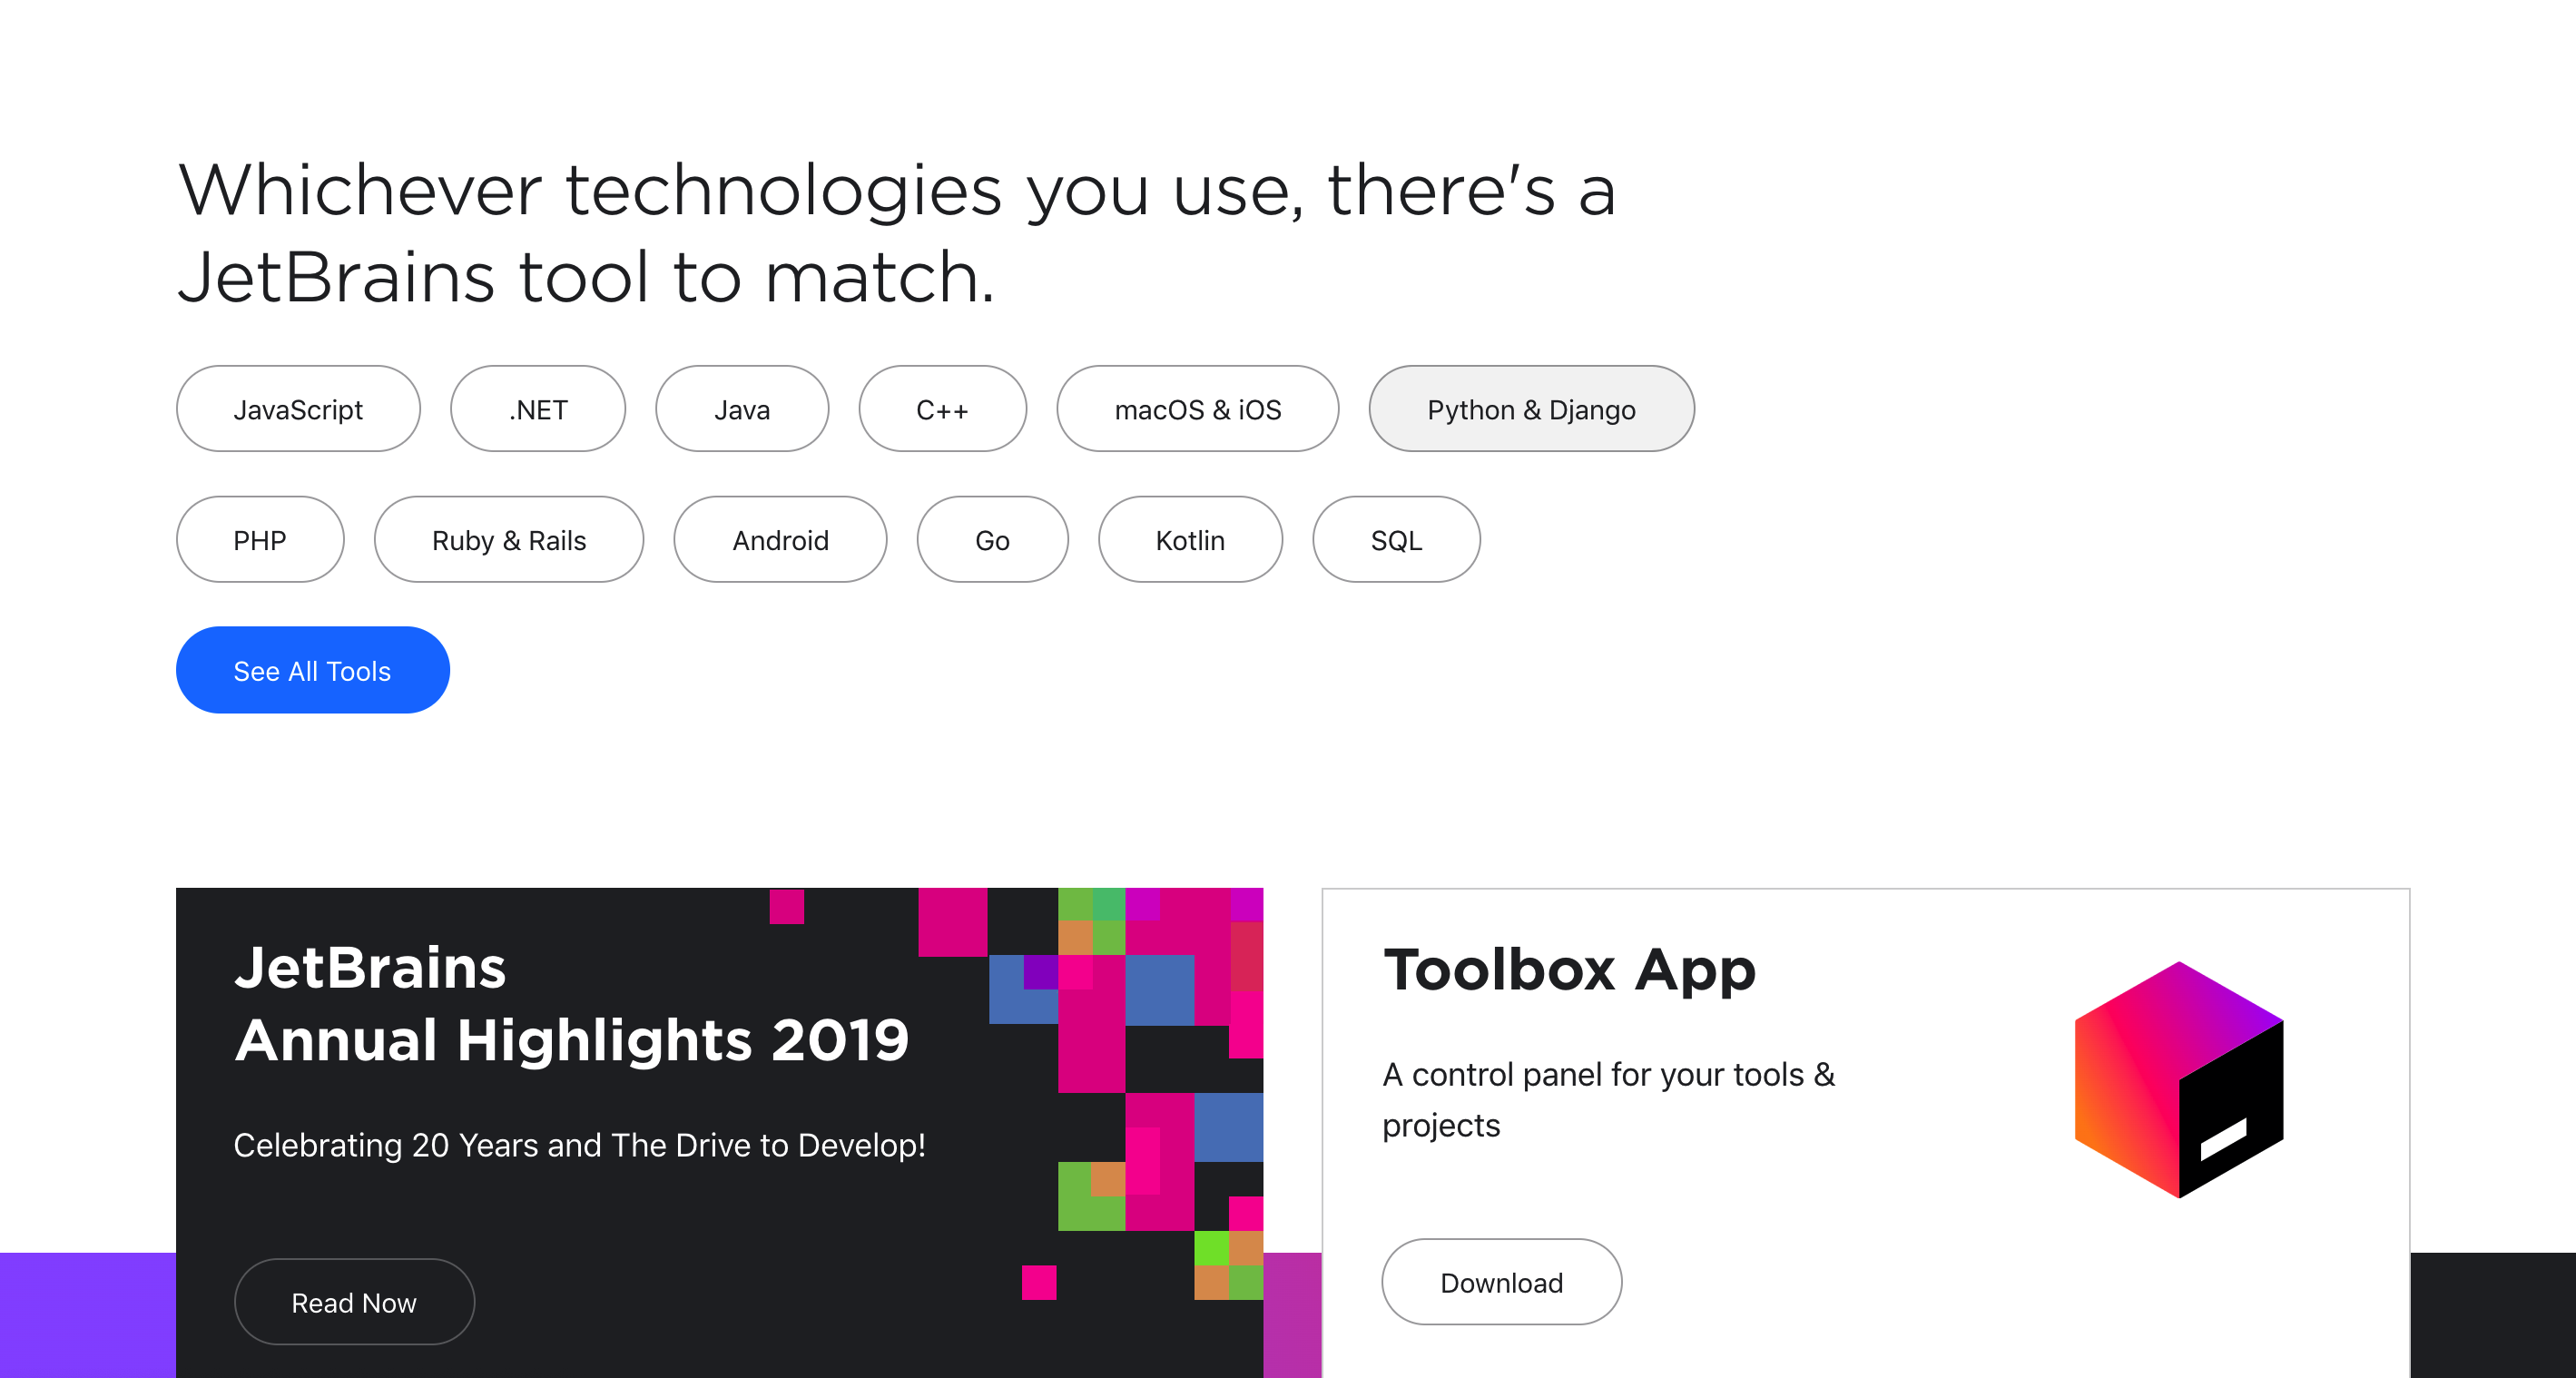 Whichever technologies you use, there's a
JetBrains tool to match.
JavaScript .NET Java C++ macOS & iOS Python & Django
PHP Ruby & Rails Android Go Kotlin SQL
See All Tools
JetBrains
Annual Highlights 2019
Celebrating 20 Years and The Drive to Develop!
Read Now
Toolbox App
A control panel for your tools &
projects
Download